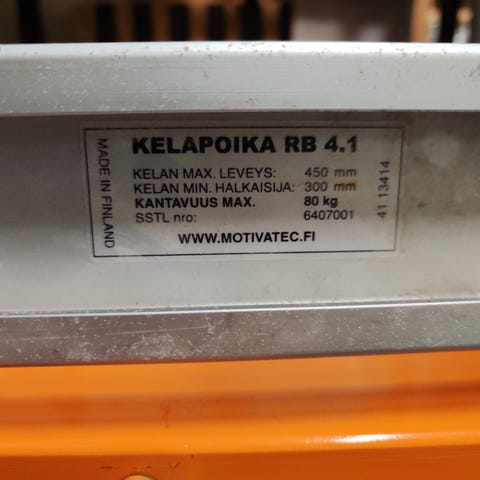 KELAPOIKA RB 4.1
KELAN MAX. LEVEYS: 450 mm
KELAN MIN. HALKAISIJA: 300 mm
KANTAVUUS MAX. 80 kg
SSTL nro: 6407001
WWW.MOTIVATEC.FI
MADE IN FINLAND
41.13414